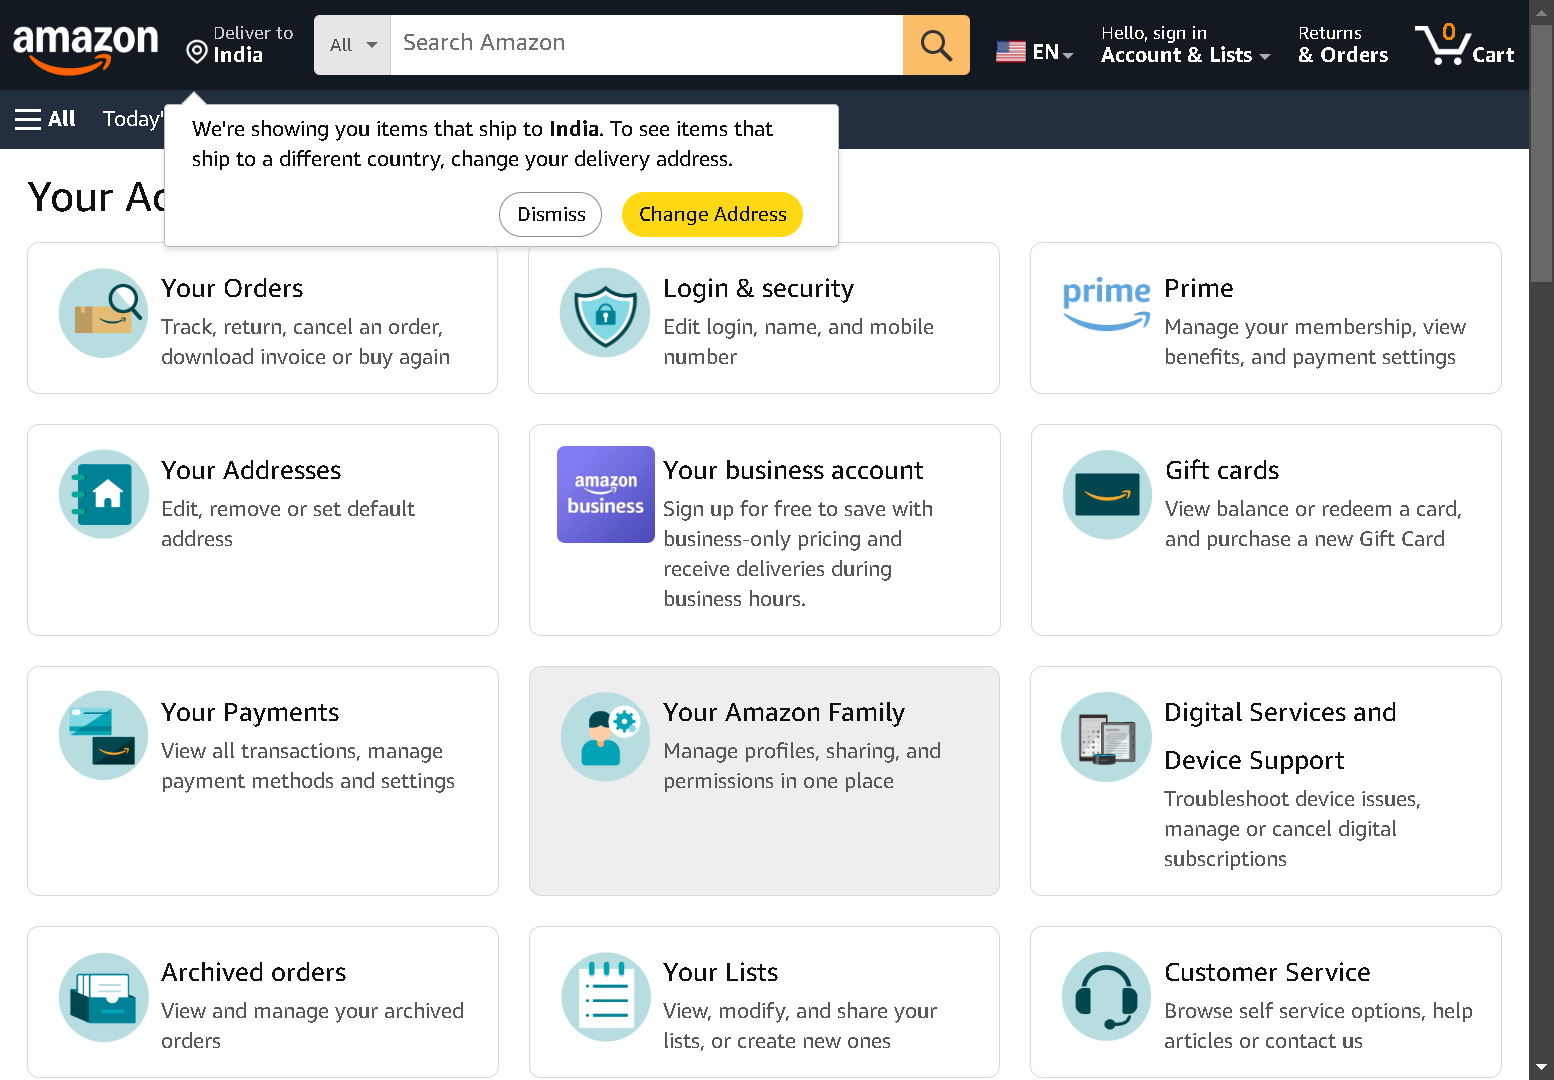 amazon
Deliver to
India
All
Search Amazon
EN
Hello, sign in
Account & Lists
Returns
& Orders
0
Cart
All
Today'
We're showing you items that ship to India. To see items that
ship to a different country, change your delivery address.
Dismiss
Change Address
Your Ac
Your Orders
Track, return, cancel an order,
download invoice or buy again
Login & security
Edit login, name, and mobile
number
prime
Prime
Manage your membership, view
benefits, and payment settings
Your Addresses
Edit, remove or set default
address
amazon
business
Your business account
Sign up for free to save with
business-only pricing and
receive deliveries during
business hours.
Gift cards
View balance or redeem a card,
and purchase a new Gift Card
Your Payments
View all transactions, manage
payment methods and settings
Your Amazon Family
Manage profiles, sharing, and
permissions in one place
Digital Services and
Device Support
Troubleshoot device issues,
manage or cancel digital
subscriptions
Archived orders
View and manage your archived
orders
Your Lists
View, modify, and share your
lists, or create new ones
Customer Service
Browse self service options, help
articles or contact us